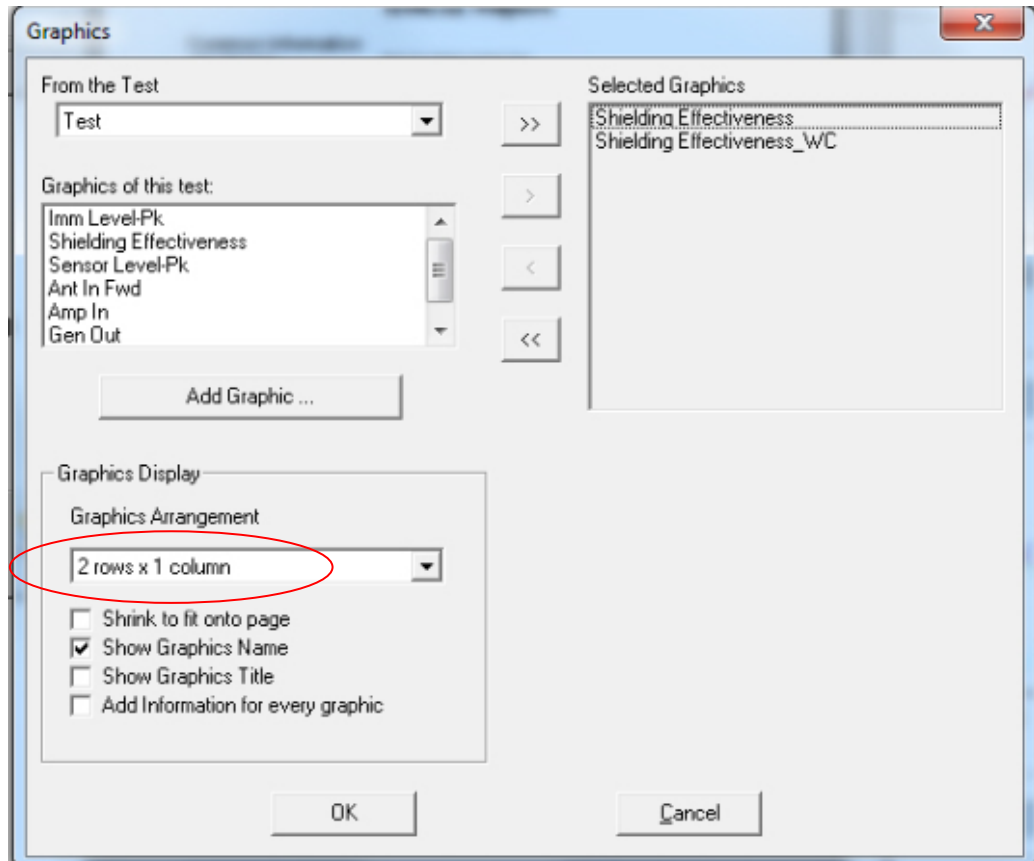 Graphics
From the Test
Test
Graphics of this test:
Imm Level-Pk
Shielding Effectiveness
Sensor Level-Pk
Ant In Fwd
Amp In
Gen Out
Add Graphic ...
>>
>
<
<<
Selected Graphics
Shielding Effectiveness
Shielding Effectiveness_WC
Graphics Display
Graphics Arrangement
2 rows x 1 column
Shrink to fit onto page
Show Graphics Name
Show Graphics Title
Add Information for every graphic
OK
Cancel